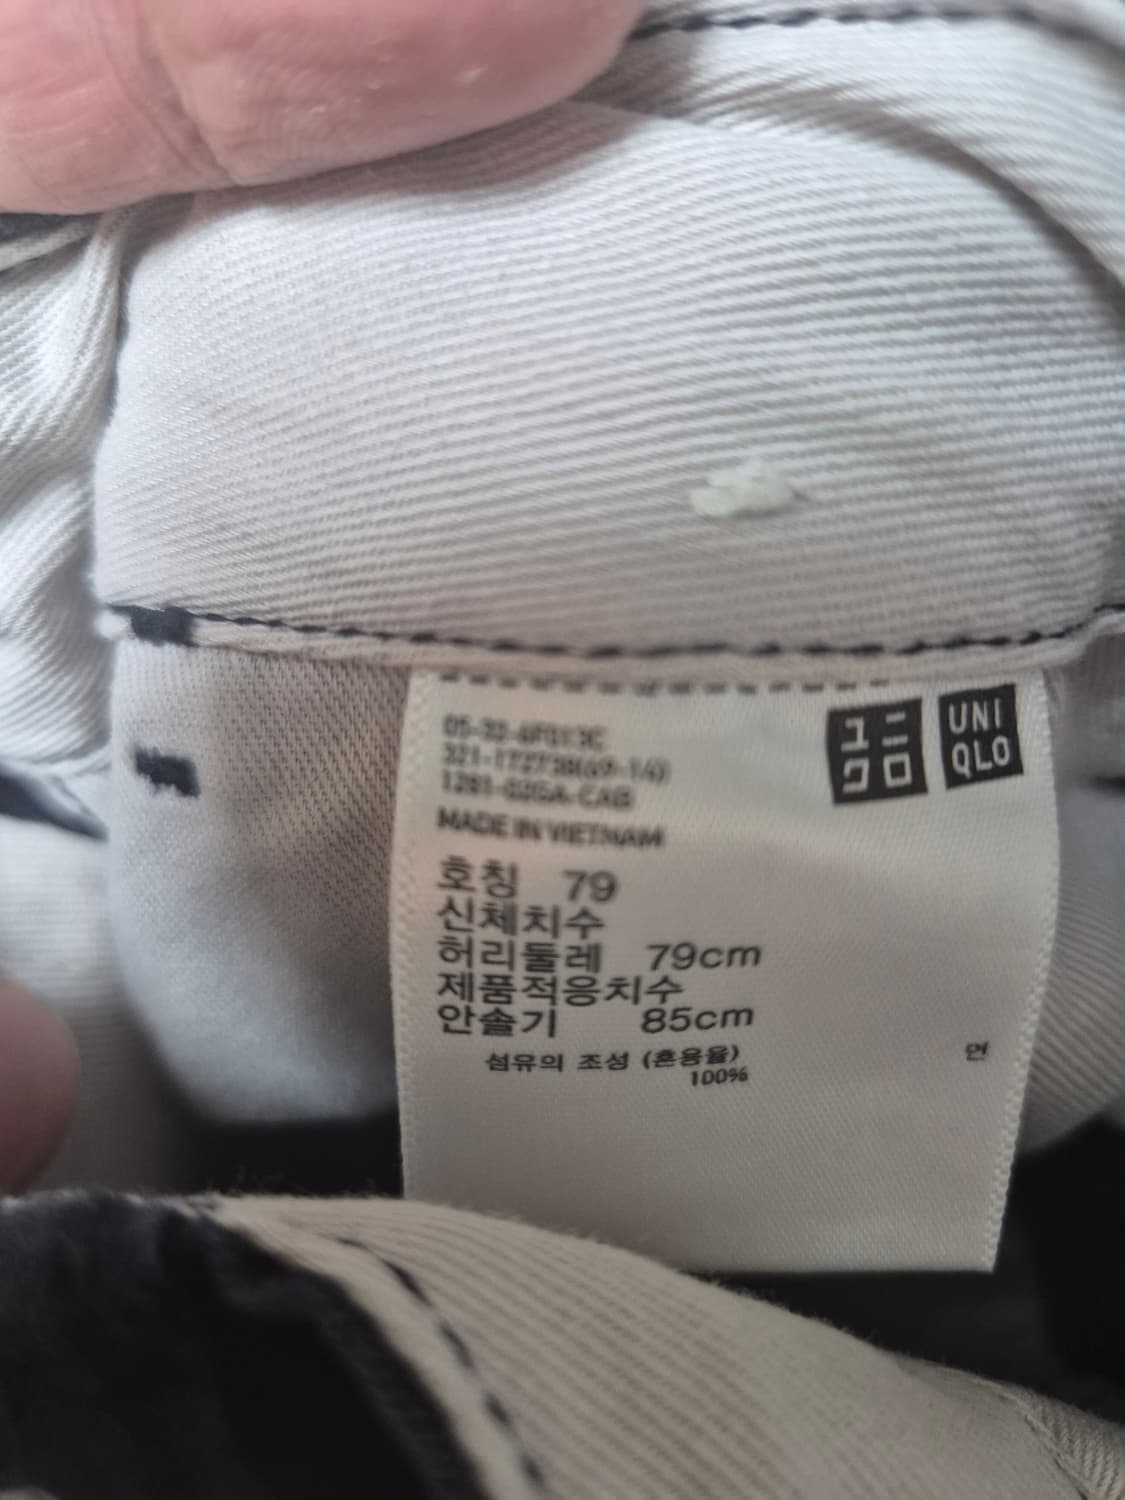 ユニ
クロ
UNI
QLO
MADE IN VIETNAM
호칭 79
신체치수
허리둘레 79cm
제품적응치수
안솔기 85cm
섬유의 조성 (혼용율) 면
100%